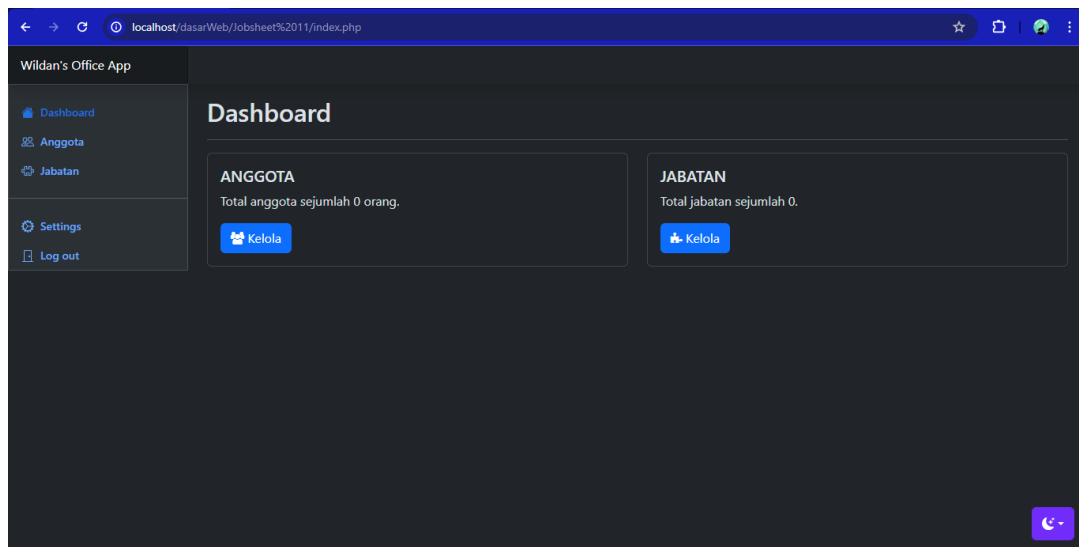 localhost/dasarWeb/Jobsheet%2011/index.php
Wildan's Office App
Dashboard
Anggota
Jabatan
Settings
Log out
Dashboard
ANGGOTA
Total anggota sejumlah 0 orang.
Kelola
JABATAN
Total jabatan sejumlah 0.
Kelola